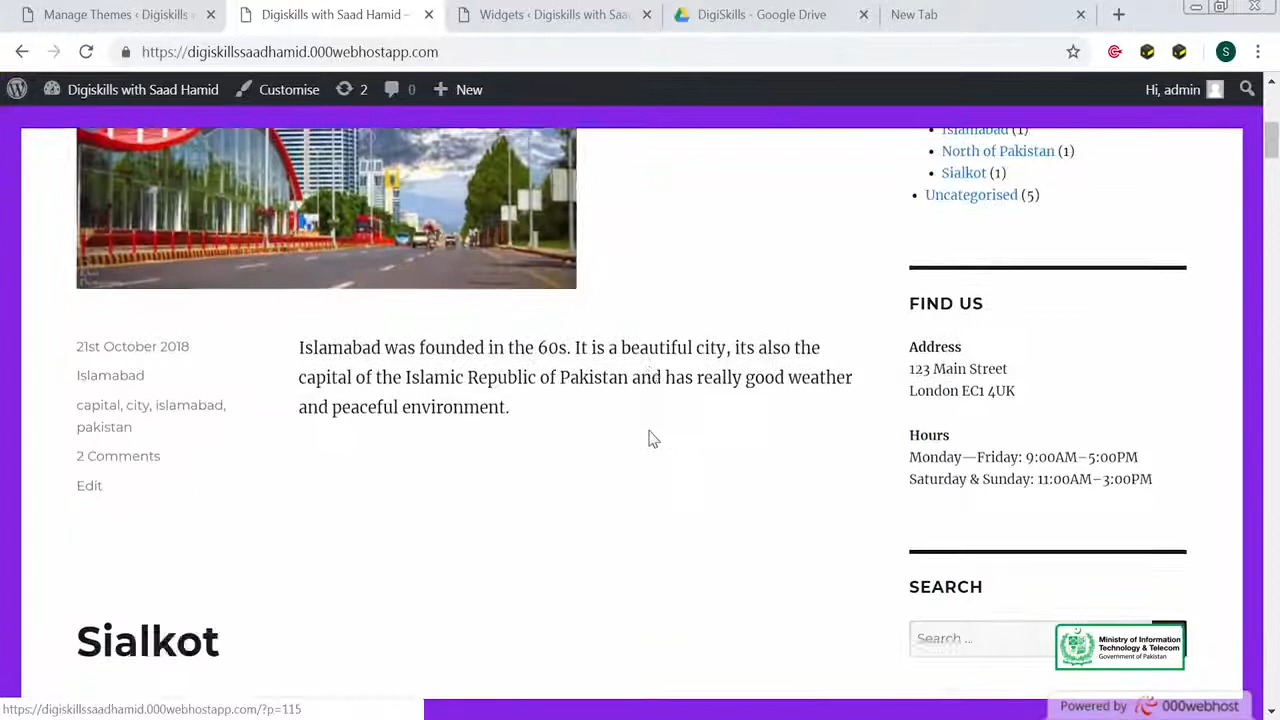 Manage Themes ‹ Digiskills w
Digiskills with Saad Hamid –
Widgets ‹ Digiskills with Saa
DigiSkills - Google Drive
New Tab
https://digiskillssaadhamid.000webhostapp.com
S
Digiskills with Saad Hamid
Customise
2
0
New
Hi, admin
Islamabad (1)
North of Pakistan (1)
Sialkot (1)
Uncategorised (5)
21st October 2018
Islamabad
capital, city, islamabad,
pakistan
2 Comments
Edit
Islamabad was founded in the 60s. It is a beautiful city, its also the
capital of the Islamic Republic of Pakistan and has really good weather
and peaceful environment.
FIND US
Address
123 Main Street
London EC1 4UK
Hours
Monday—Friday: 9:00AM–5:00PM
Saturday & Sunday: 11:00AM–3:00PM
SEARCH
Search ...
Sialkot
Ministry of Information
Technology & Telecom
Government of Pakistan
https://digiskillssaadhamid.000webhostapp.com/?p=115
Powered by 000webhost